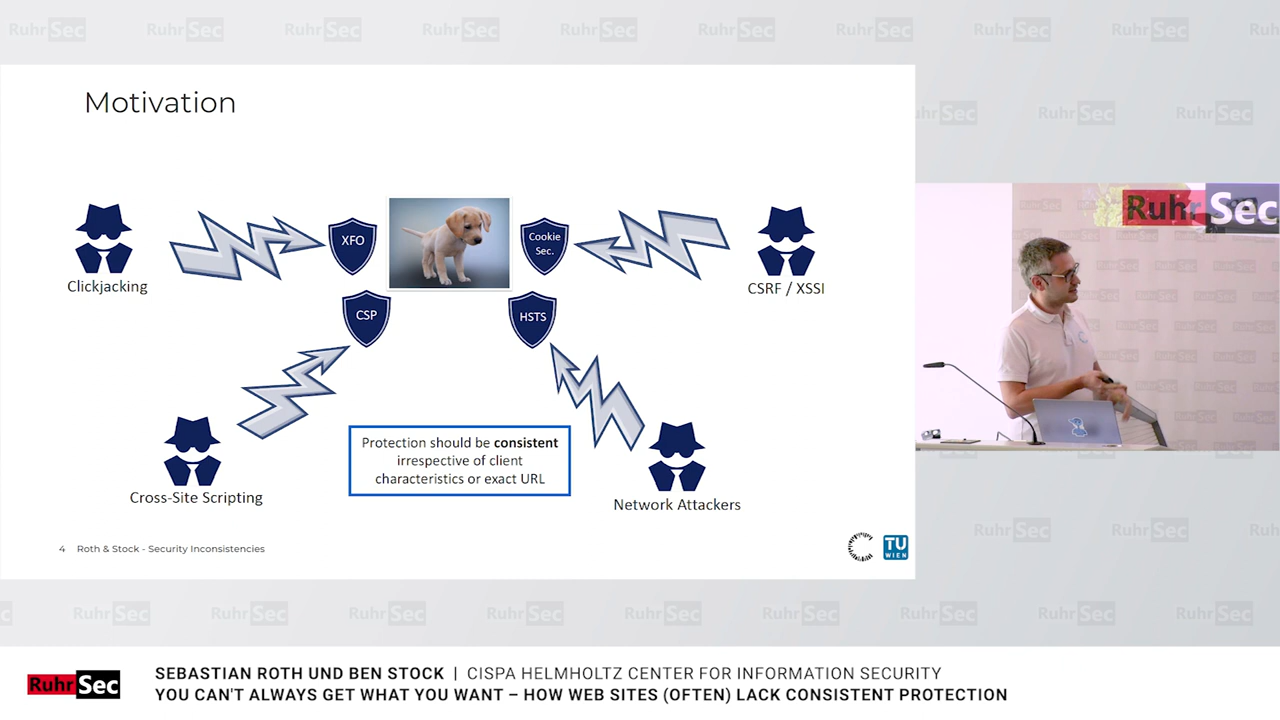 Motivation
XFO
Cookie
Sec.
Clickjacking
CSRF / XSSI
CSP
HSTS
Protection should be consistent
irrespective of client
characteristics or exact URL
Cross-Site Scripting
Network Attackers
4 Roth & Stock - Security Inconsistencies
TU
WIEN
RuhrSec
RuhrSec
SEBASTIAN ROTH UND BEN STOCK | CISPA HELMHOLTZ CENTER FOR INFORMATION SECURITY
YOU CAN'T ALWAYS GET WHAT YOU WANT – HOW WEB SITES (OFTEN) LACK CONSISTENT PROTECTION